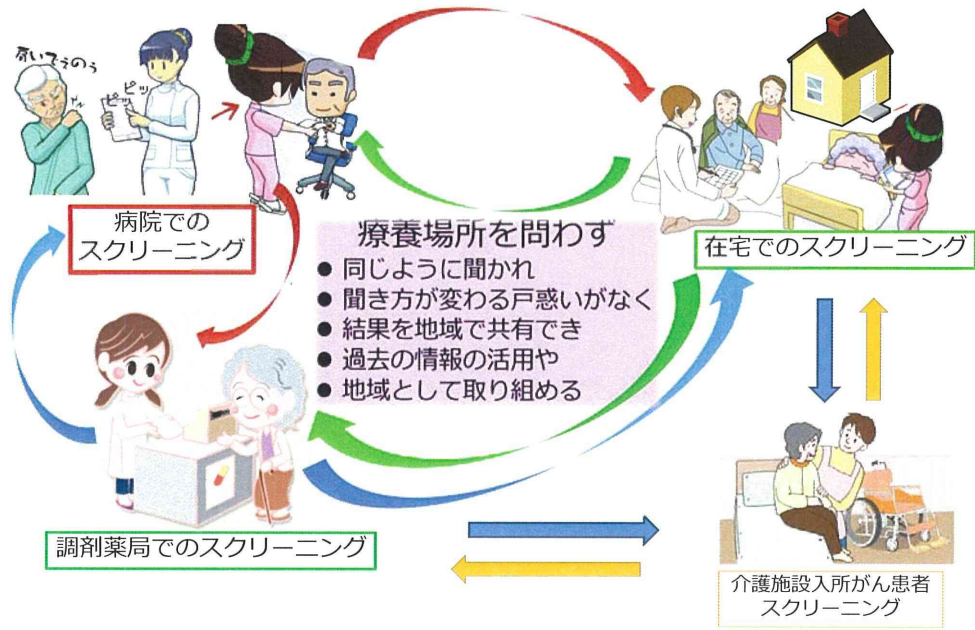 病院での
スクリーニング
在宅でのスクリーニング
療養場所を問わず
● 同じように聞かれ
● 聞き方が変わる戸惑いがなく
● 結果を地域で共有でき
● 過去の情報の活用や
● 地域として取り組める
調剤薬局でのスクリーニング
介護施設入所がん患者
スクリーニング
ピッ
ピッ